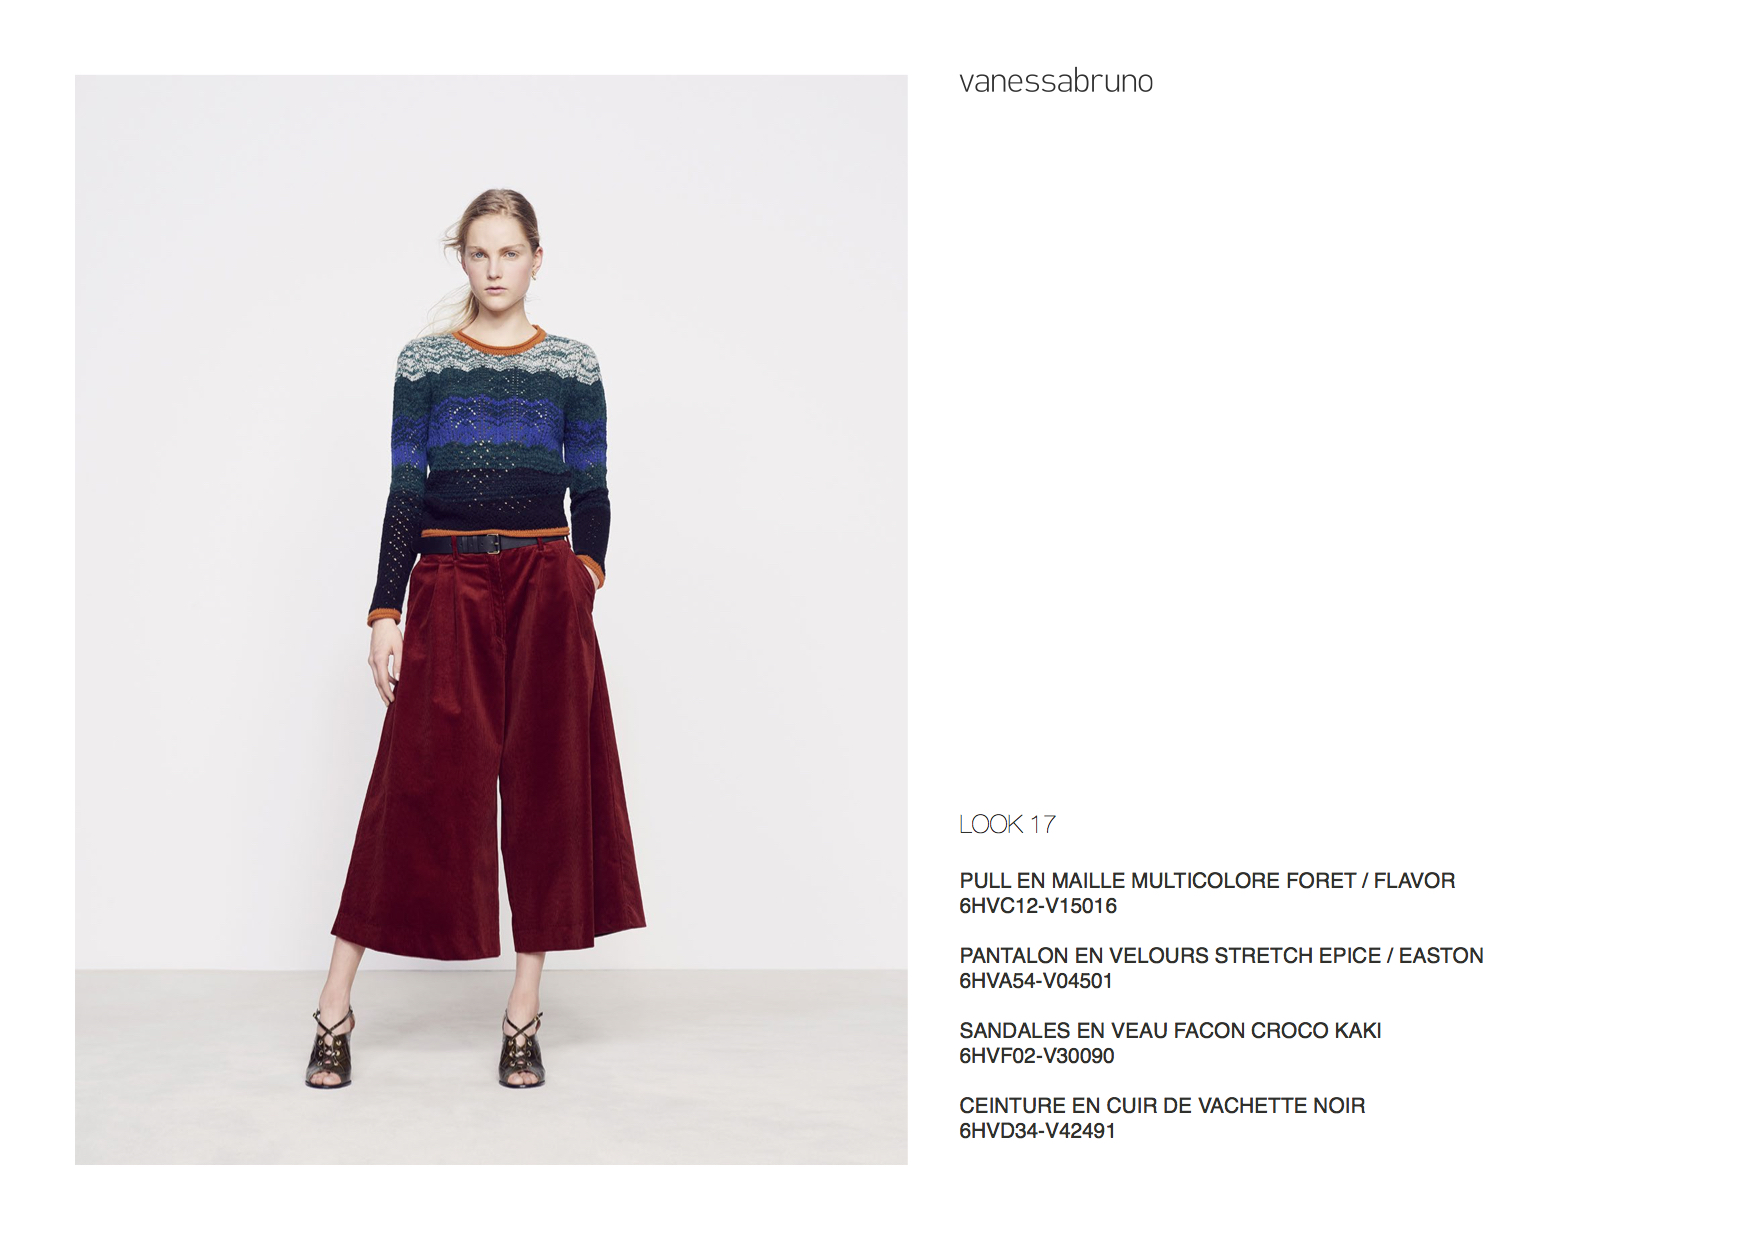 vanessabruno
LOOK 17
PULL EN MAILLE MULTICOLORE FORET / FLAVOR
6HVC12-V15016
PANTALON EN VELOURS STRETCH EPICE / EASTON
6HVA54-V04501
SANDALES EN VEAU FACON CROCO KAKI
6HVF02-V30090
CEINTURE EN CUIR DE VACHETTE NOIR
6HVD34-V42491